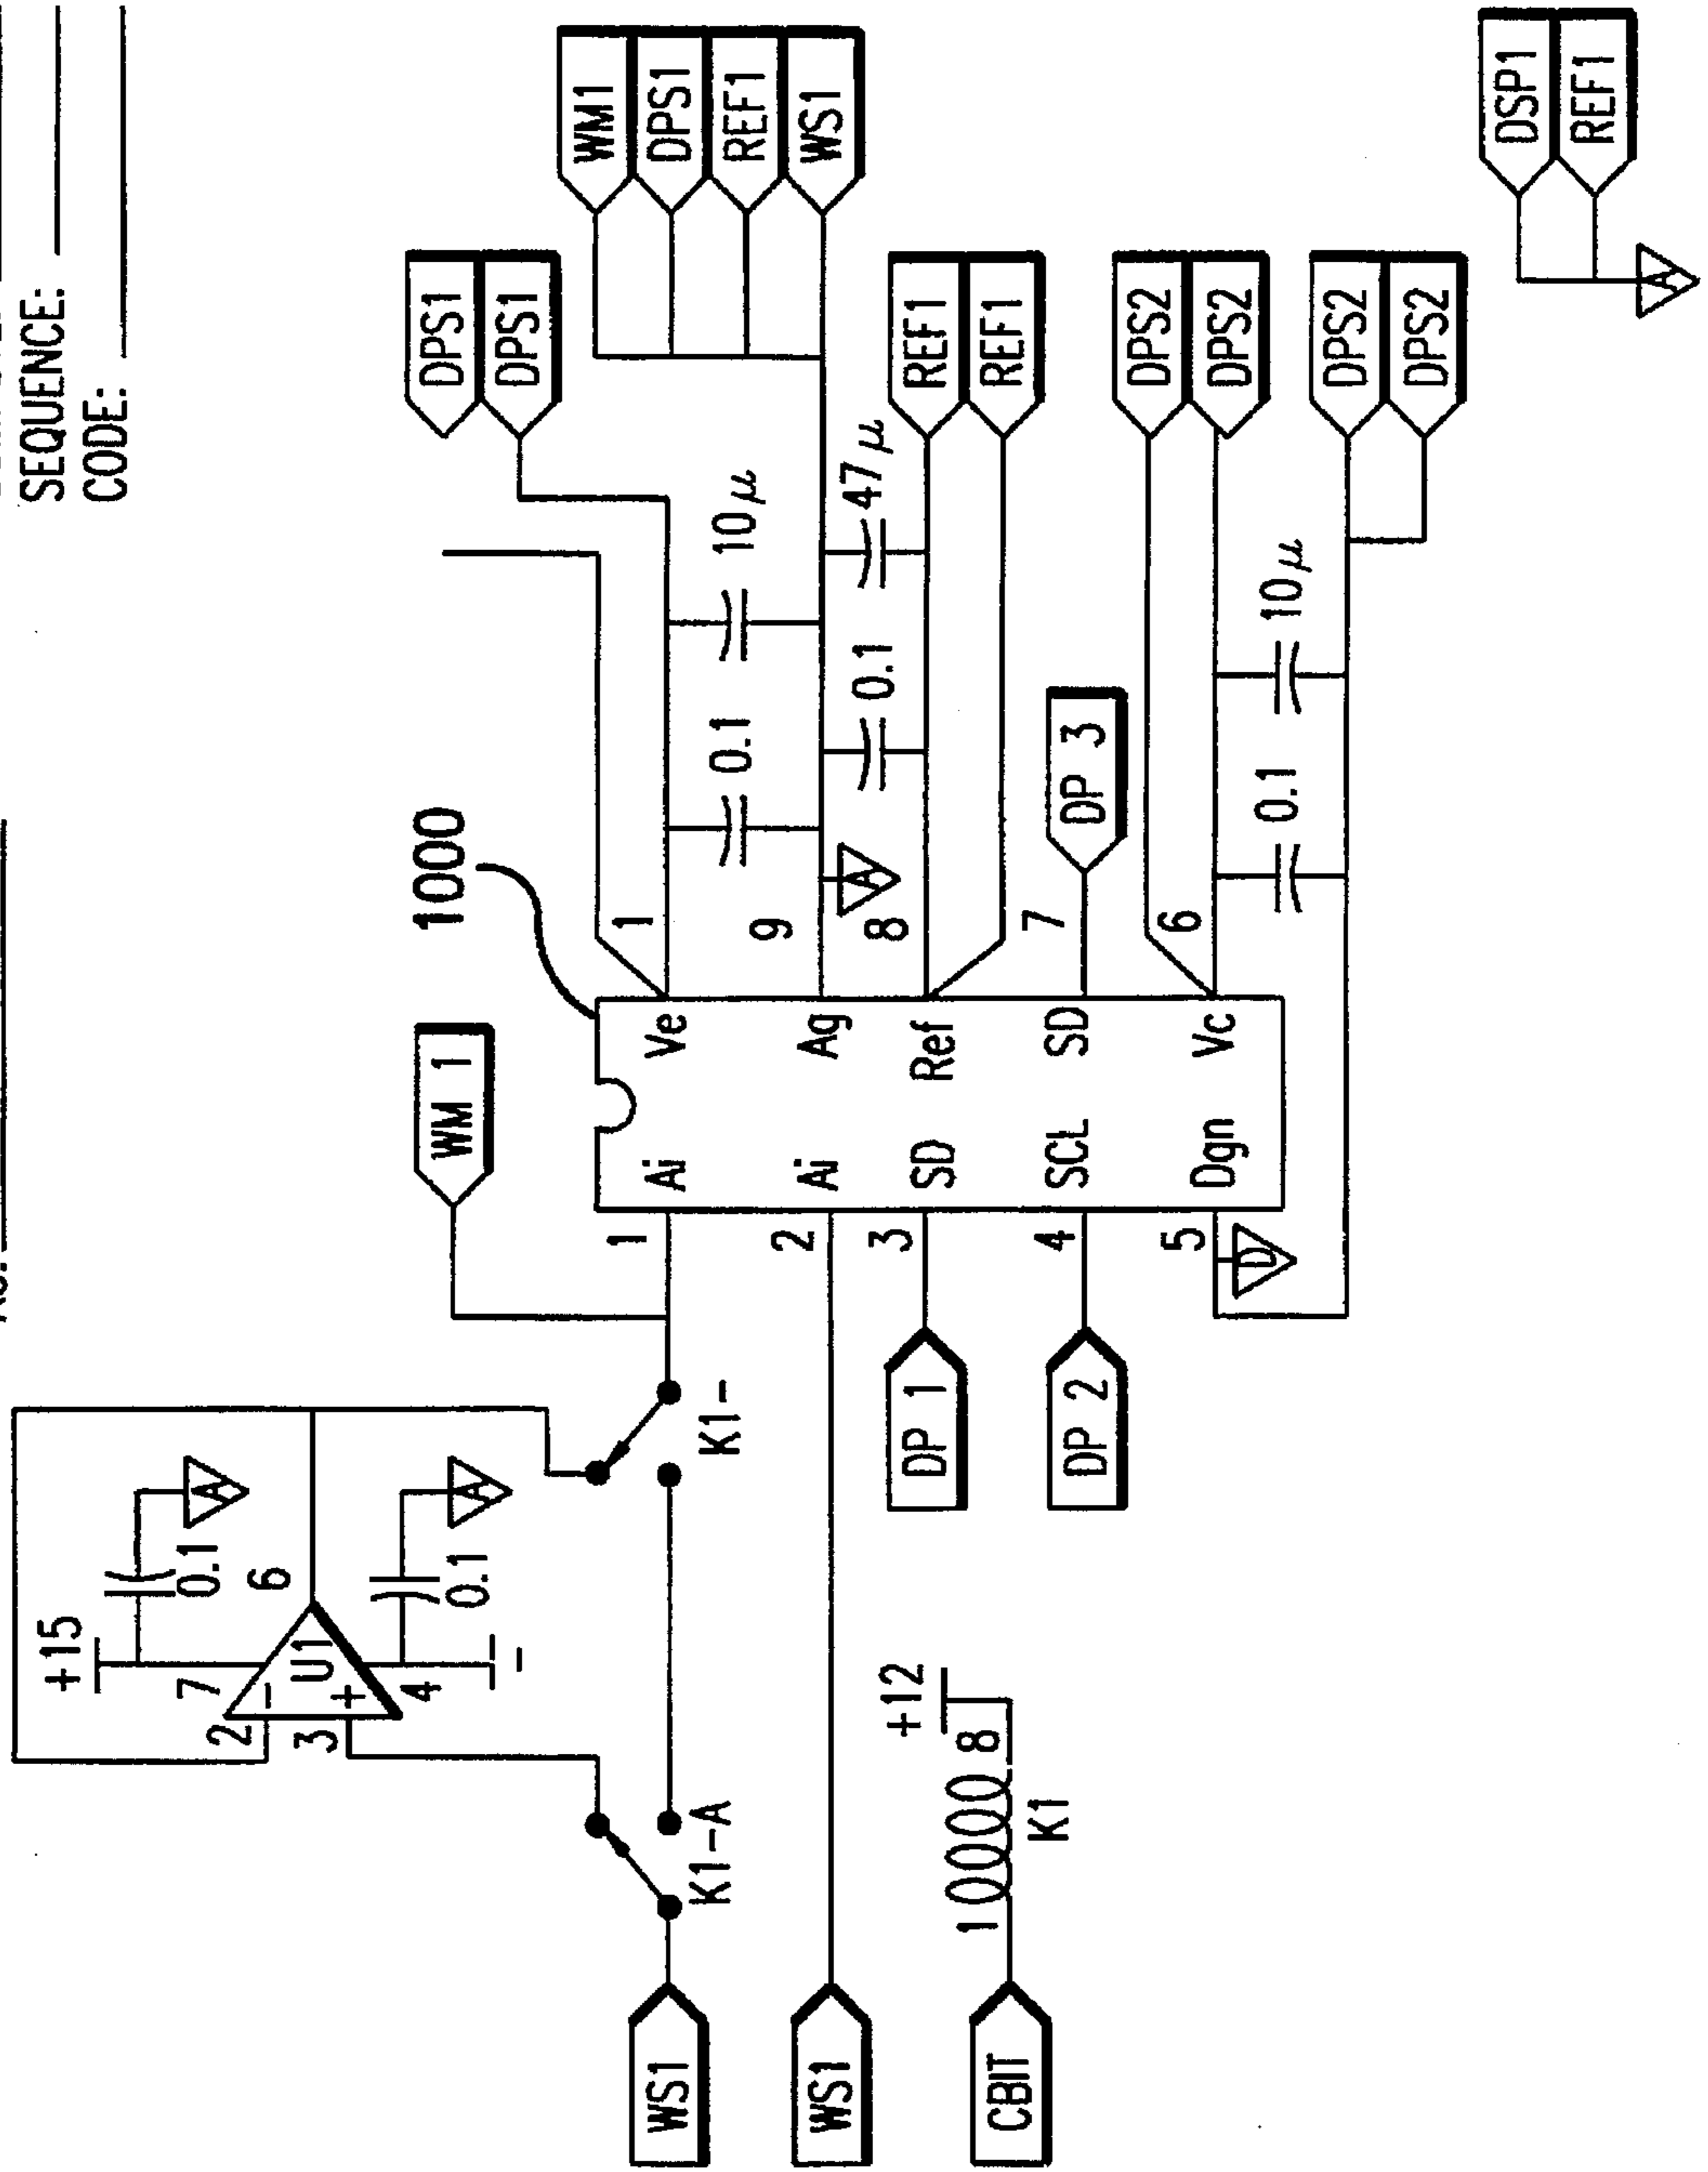 SEQUENCE:
CODE:
+15
7
0.1
2
-
U1
6
3
+
4
0.1
-
WM 1
1000
DPS1
DPS1
WM1
DPS1
REF1
WS1
WS1
K1-A
K1-
1
Ai
Ve
1
0.1
10μ
WS1
2
Ai
Ag
9
A
0.1
47μ
DP 1
3
SD
Ref
8
REF1
REF1
CBIT
1
8
+12
K1
DP 2
4
SCL
SD
7
DP 3
5
Dgn
Vc
6
D
0.1
10μ
DPS2
DPS2
DPS2
DPS2
DSP1
REF1
A
A
A